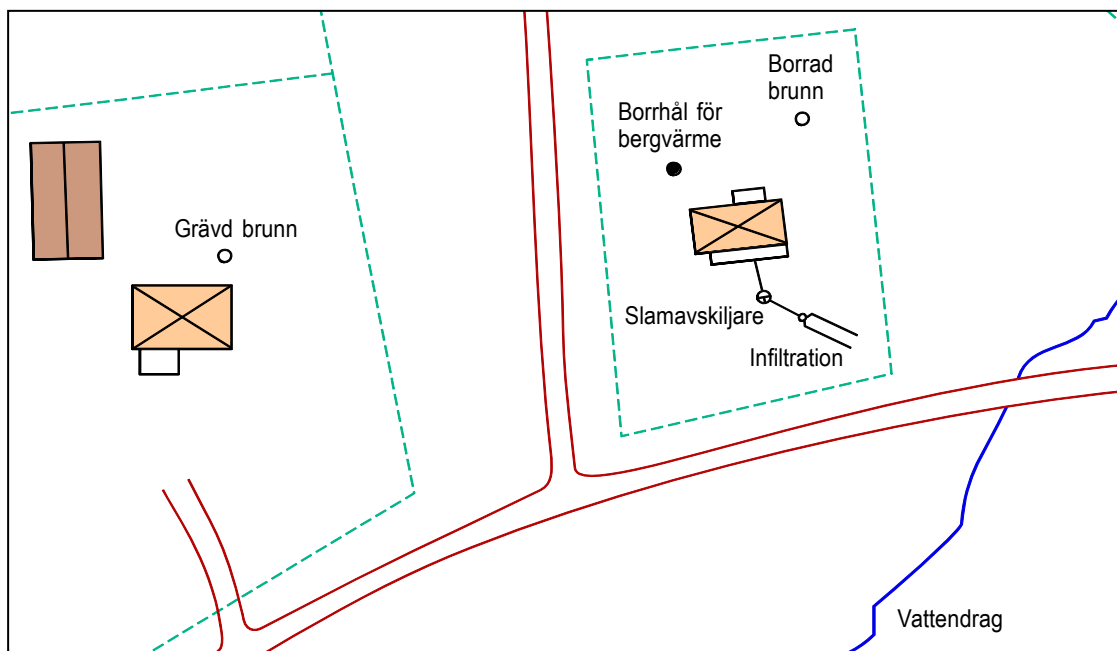 Borrad
brunn
Borrhål för
bergvärme
Grävd brunn
Slamavskiljare
Infiltration
Vattendrag